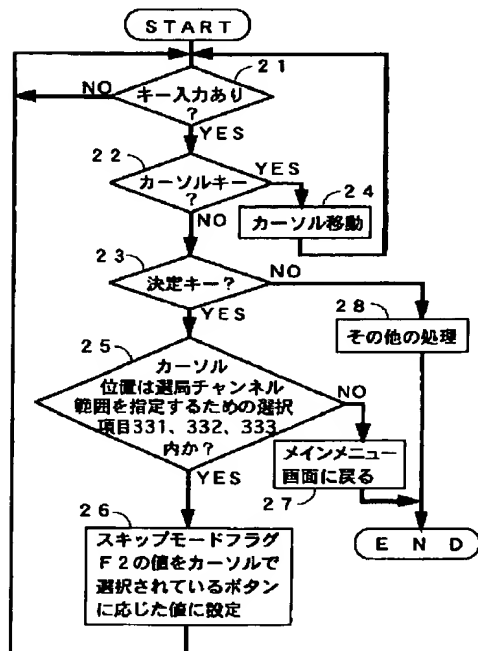 START
21
NO
キー入力あり
?
YES
22
YES
カーソルキー
?
24
カーソル移動
NO
23
決定キー?
NO
YES
28
その他の処理
25
カーソル
位置は選局チャンネル
範囲を指定するための選択
項目331、332、333
内か?
NO
YES
メインメニュー
画面に戻る
27
26
スキップモードフラグ
F2の値をカーソルで
選択されているボタン
に応じた値に設定
END